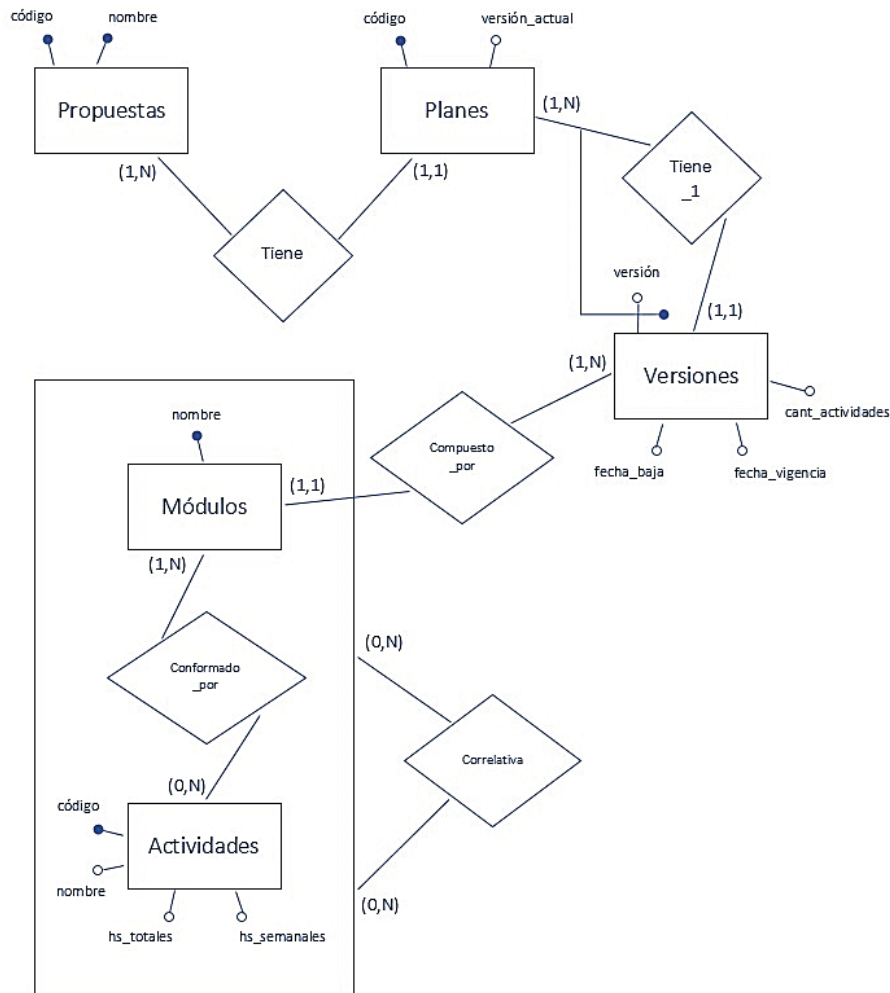 código
nombre
código
versión_actual
Propuestas
Planes
(1,N)
(1,N)
(1,1)
Tiene
_1
Tiene
versión
(1,1)
(1,N)
Versiones
cant_actividades
nombre
Compuesto
_por
fecha_baja
fecha_vigencia
(1,1)
Módulos
(1,N)
(0,N)
Conformado
_por
Correlativa
(0,N)
código
Actividades
nombre
(0,N)
hs_totales
hs_semanales